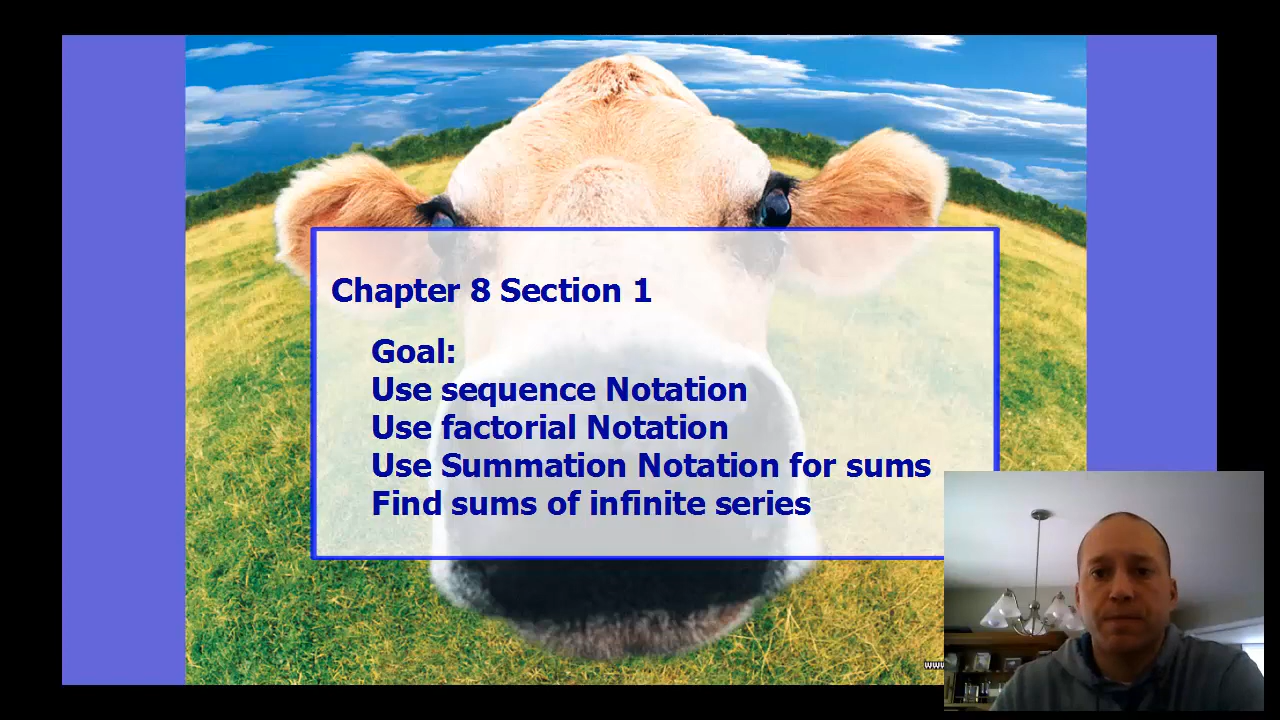 Chapter 8 Section 1
Goal:
Use sequence Notation
Use factorial Notation
Use Summation Notation for sums
Find sums of infinite series
www